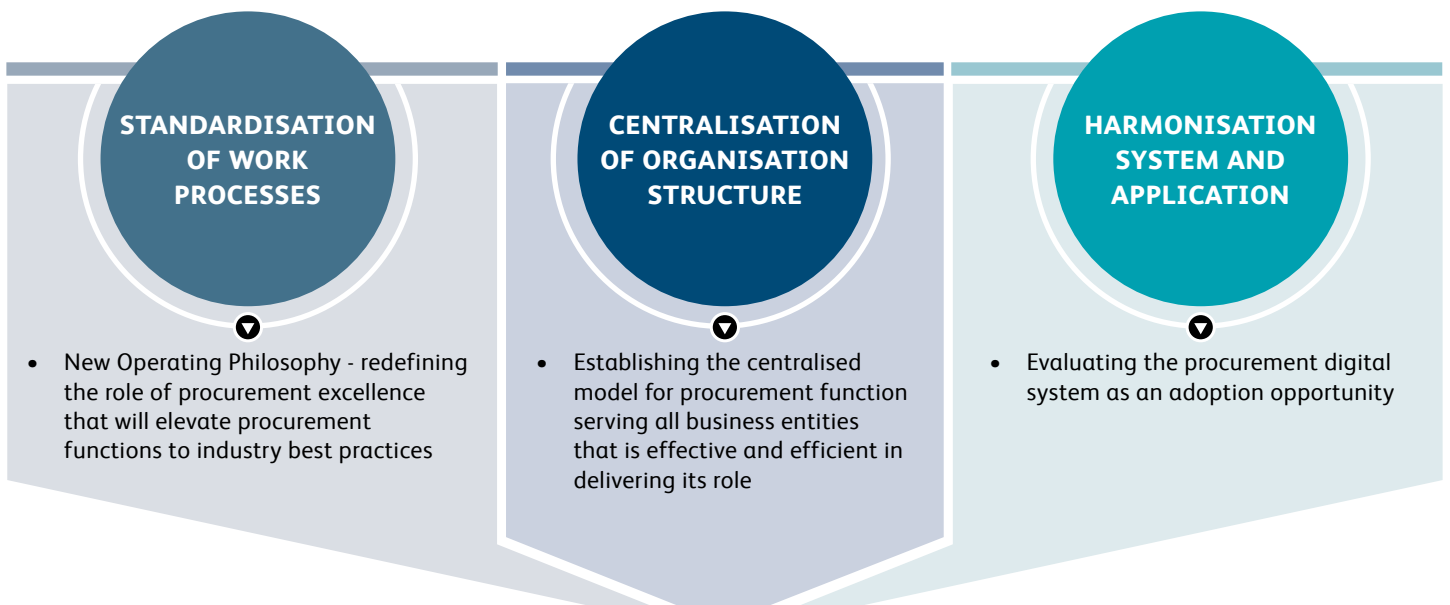 STANDARDISATION
OF WORK
PROCESSES
• New Operating Philosophy - redefining
the role of procurement excellence
that will elevate procurement
functions to industry best practices
CENTRALISATION
OF ORGANISATION
STRUCTURE
• Establishing the centralised
model for procurement function
serving all business entities
that is effective and efficient in
delivering its role
HARMONISATION
SYSTEM AND
APPLICATION
• Evaluating the procurement digital
system as an adoption opportunity